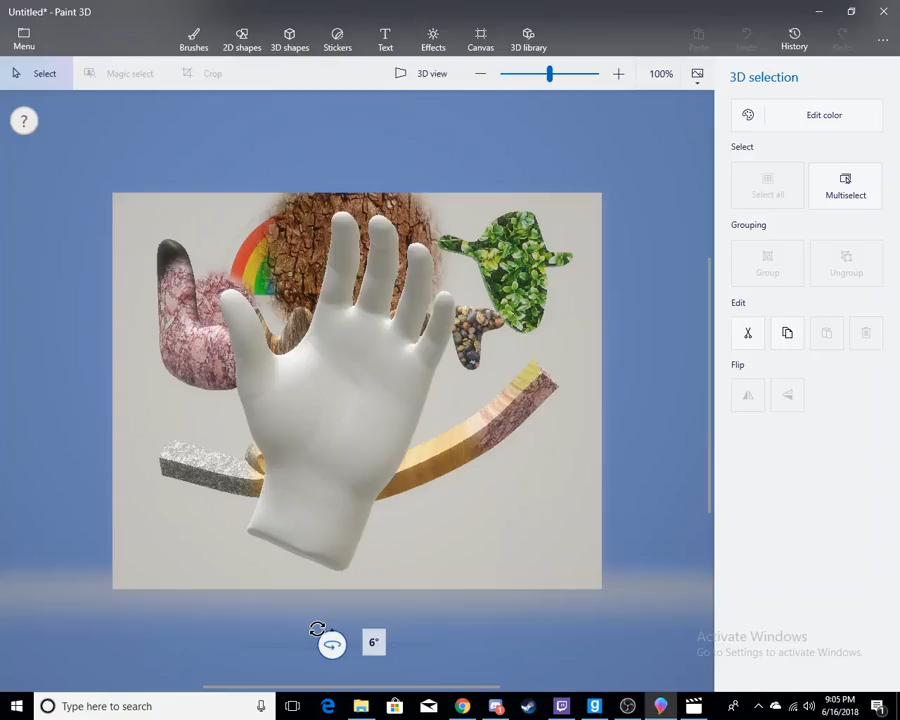 Untitled* - Paint 3D
Menu
Brushes
2D shapes
3D shapes
Stickers
Text
Effects
Canvas
3D library
Paste
Undo
History
Redo
Select
Magic select
Crop
3D view
100%
3D selection
?
Edit color
Select
Select all
Multiselect
Grouping
Group
Ungroup
Edit
Flip
6°
Activate Windows
Go to Settings to activate Windows.
Type here to search
9:05 PM
6/16/2018